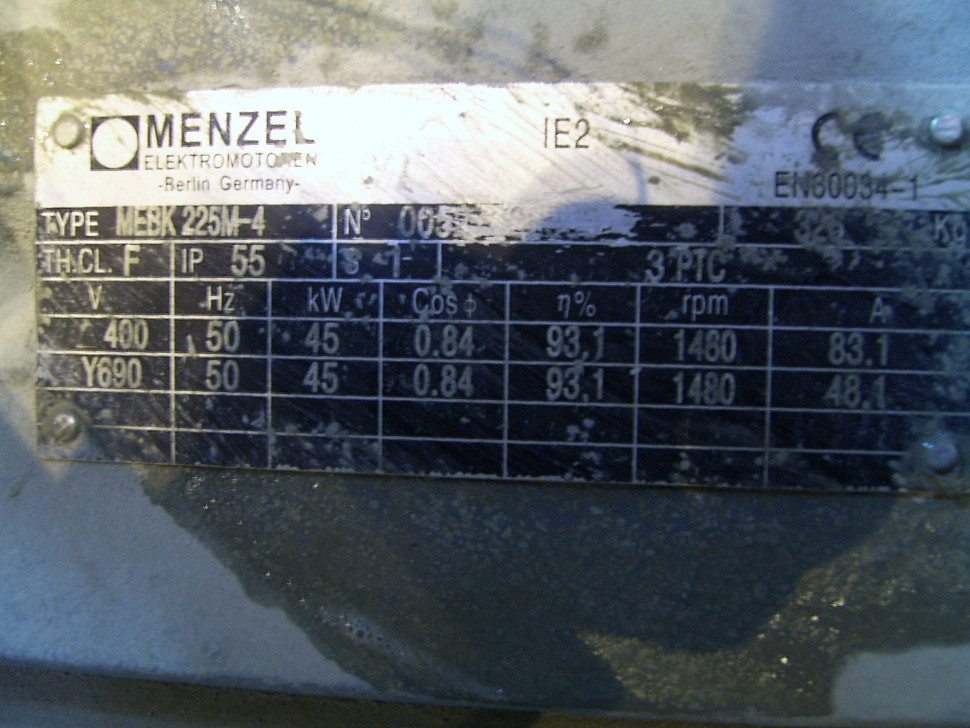 MENZEL
ELEKTROMOTOREN
-Berlin Germany-
IE2
CE
EN60034-1
TYPE MEBK 225M-4 Nº Kg
TH.CL. F IP 55 S 1 3 PTC
V Hz kW Cos ϕ η% rpm A
400 50 45 0.84 93,1 1480 83.1
Y690 50 45 0.84 93.1 1480 48.1